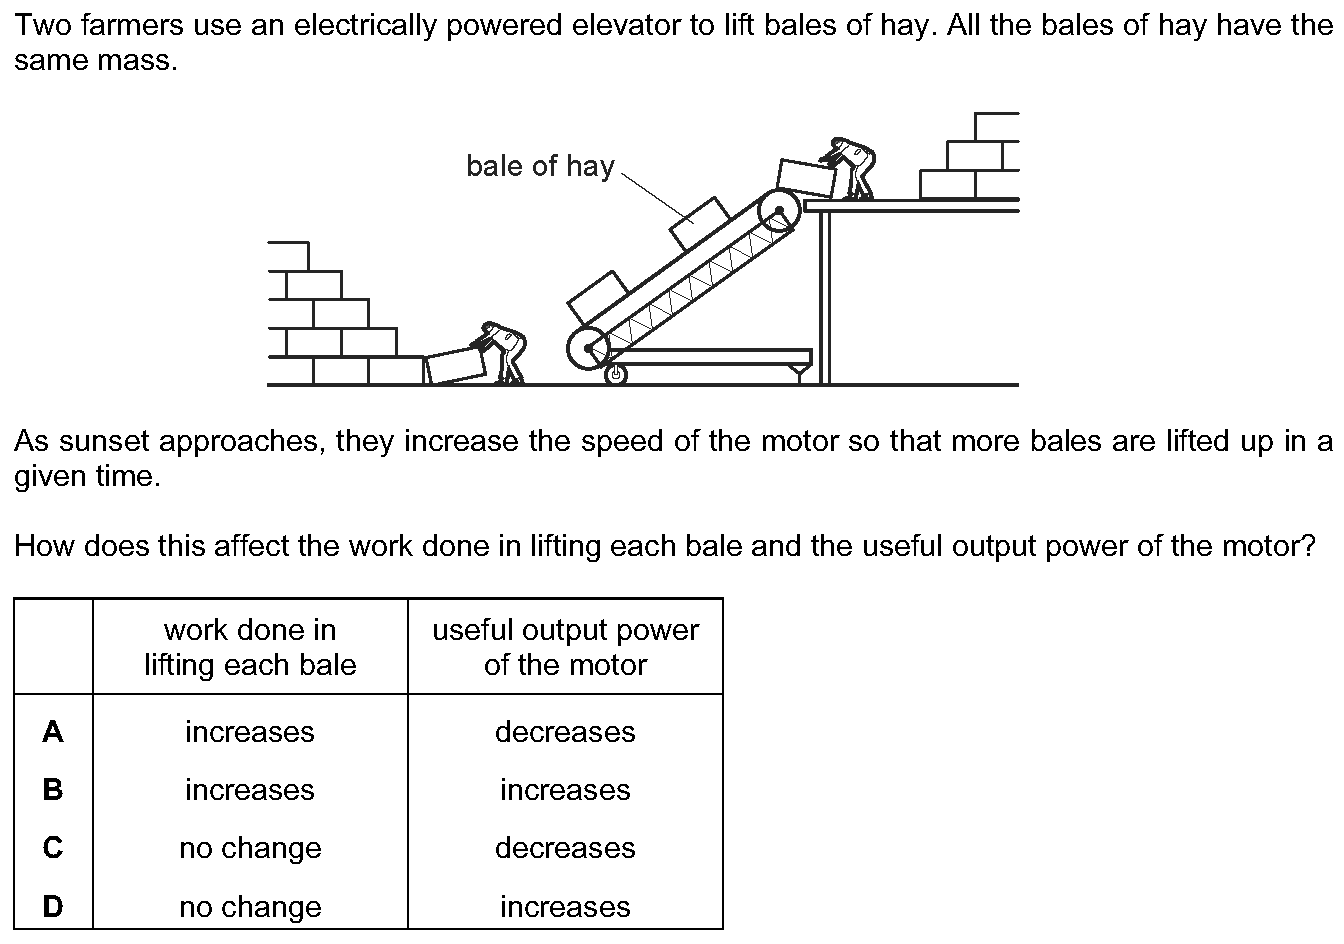 Two farmers use an electrically powered elevator to lift bales of hay. All the bales of hay have the
same mass.
bale of hay
As sunset approaches, they increase the speed of the motor so that more bales are lifted up in a
given time.
How does this affect the work done in lifting each bale and the useful output power of the motor?
work done in
lifting each bale
useful output power
of the motor
A increases decreases
B increases increases
C no change decreases
D no change increases